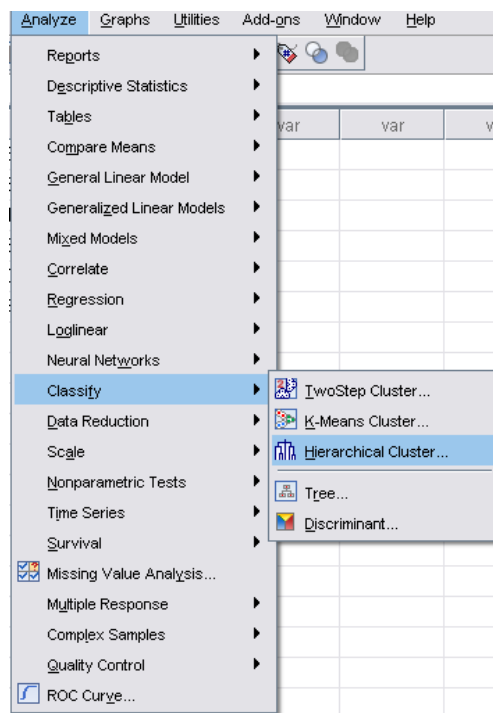 Analyze Graphs Utilities Add-ons Window Help
Reports
Descriptive Statistics
Tables
var var v
Compare Means
General Linear Model
Generalized Linear Models
Mixed Models
Correlate
Regression
Loglinear
Neural Networks
Classify
TwoStep Cluster...
K-Means Cluster...
Hierarchical Cluster...
Tree...
Discriminant...
Data Reduction
Scale
Nonparametric Tests
Time Series
Survival
Missing Value Analysis...
Multiple Response
Complex Samples
Quality Control
ROC Curve...